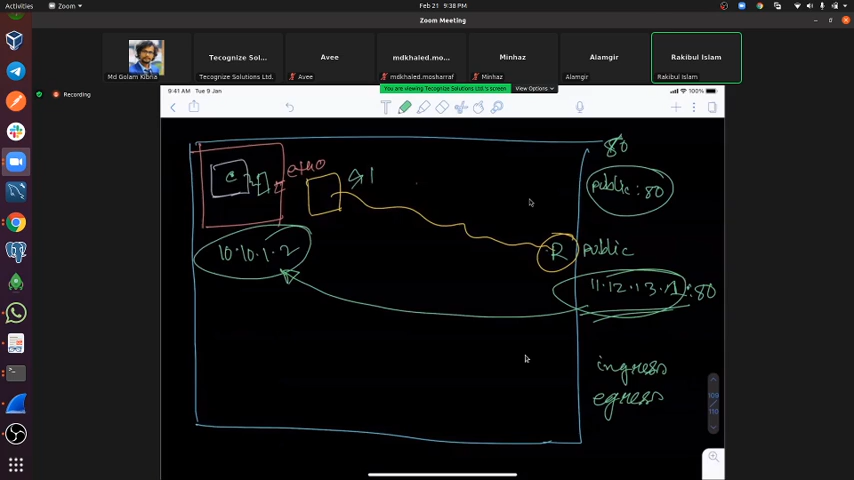 Activities
Zoom
Feb 21 9:38 PM
Zoom Meeting
Tecognize Sol...
Avee
mdkhaled.mo...
Minhaz
Alamgir
Rakibul Islam
Md Golam Kibria
Tecognize Solutions Ltd.
Avee
mdkhaled.mosharraf
Minhaz
Alamgir
Rakibul Islam
Recording
9:41 AM Tue 9 Jan
You are viewing Tecognize Solutions Ltd.'s screen
View Options
100%
80
eth0
C
public:80
10.10.1.2
R
public
11.12.13.1:80
ingress
egress
109
110